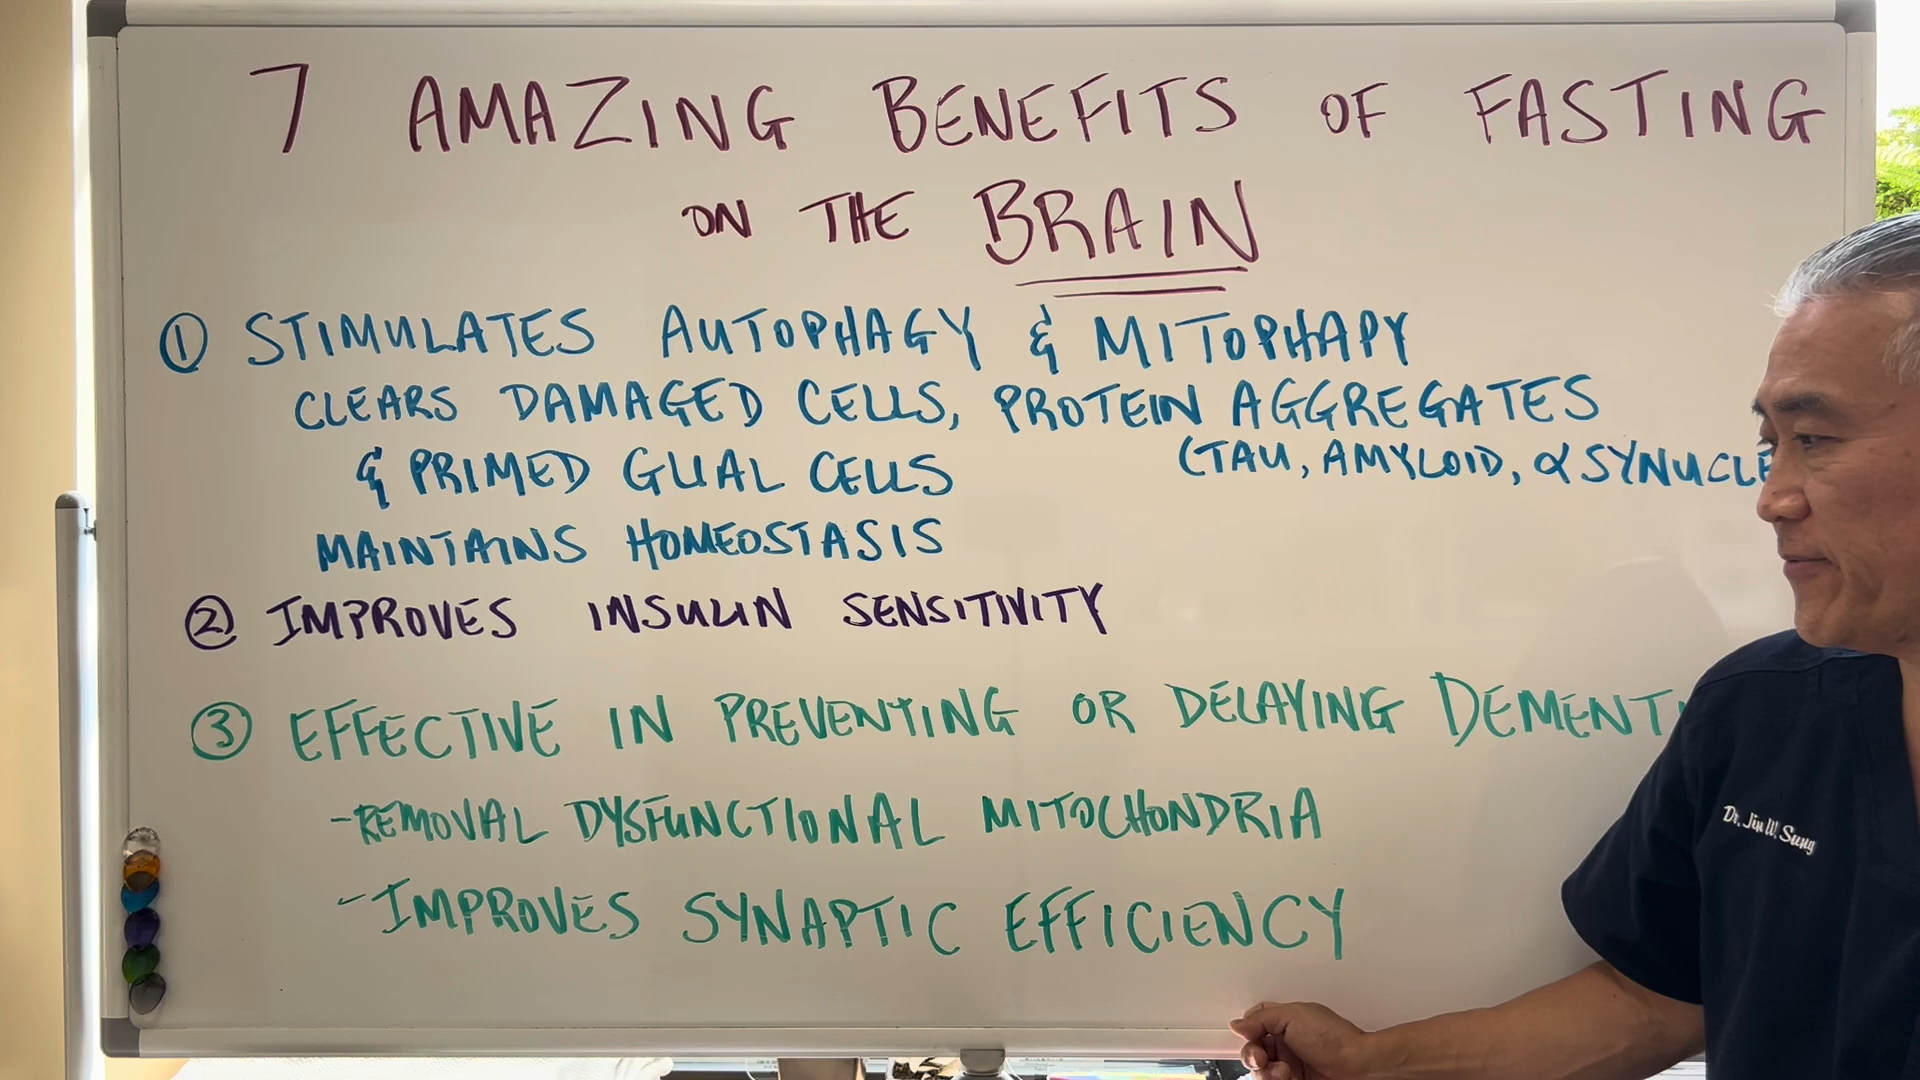 7 AMAZING BENEFITS OF FASTING
ON THE BRAIN
① STIMULATES AUTOPHAGY & MITOPHAPY
CLEARS DAMAGED CELLS, PROTEIN AGGREGATES
& PRIMED GLIAL CELLS (TAU, AMYLOID, αSYNUCLE
MAINTAINS HOMEOSTASIS
② IMPROVES INSULIN SENSITIVITY
③ EFFECTIVE IN PREVENTING OR DELAYING DEMENTI
-REMOVAL DYSFUNCTIONAL MITOCHONDRIA
-IMPROVES SYNAPTIC EFFICIENCY
Dr. Jin W. Sung